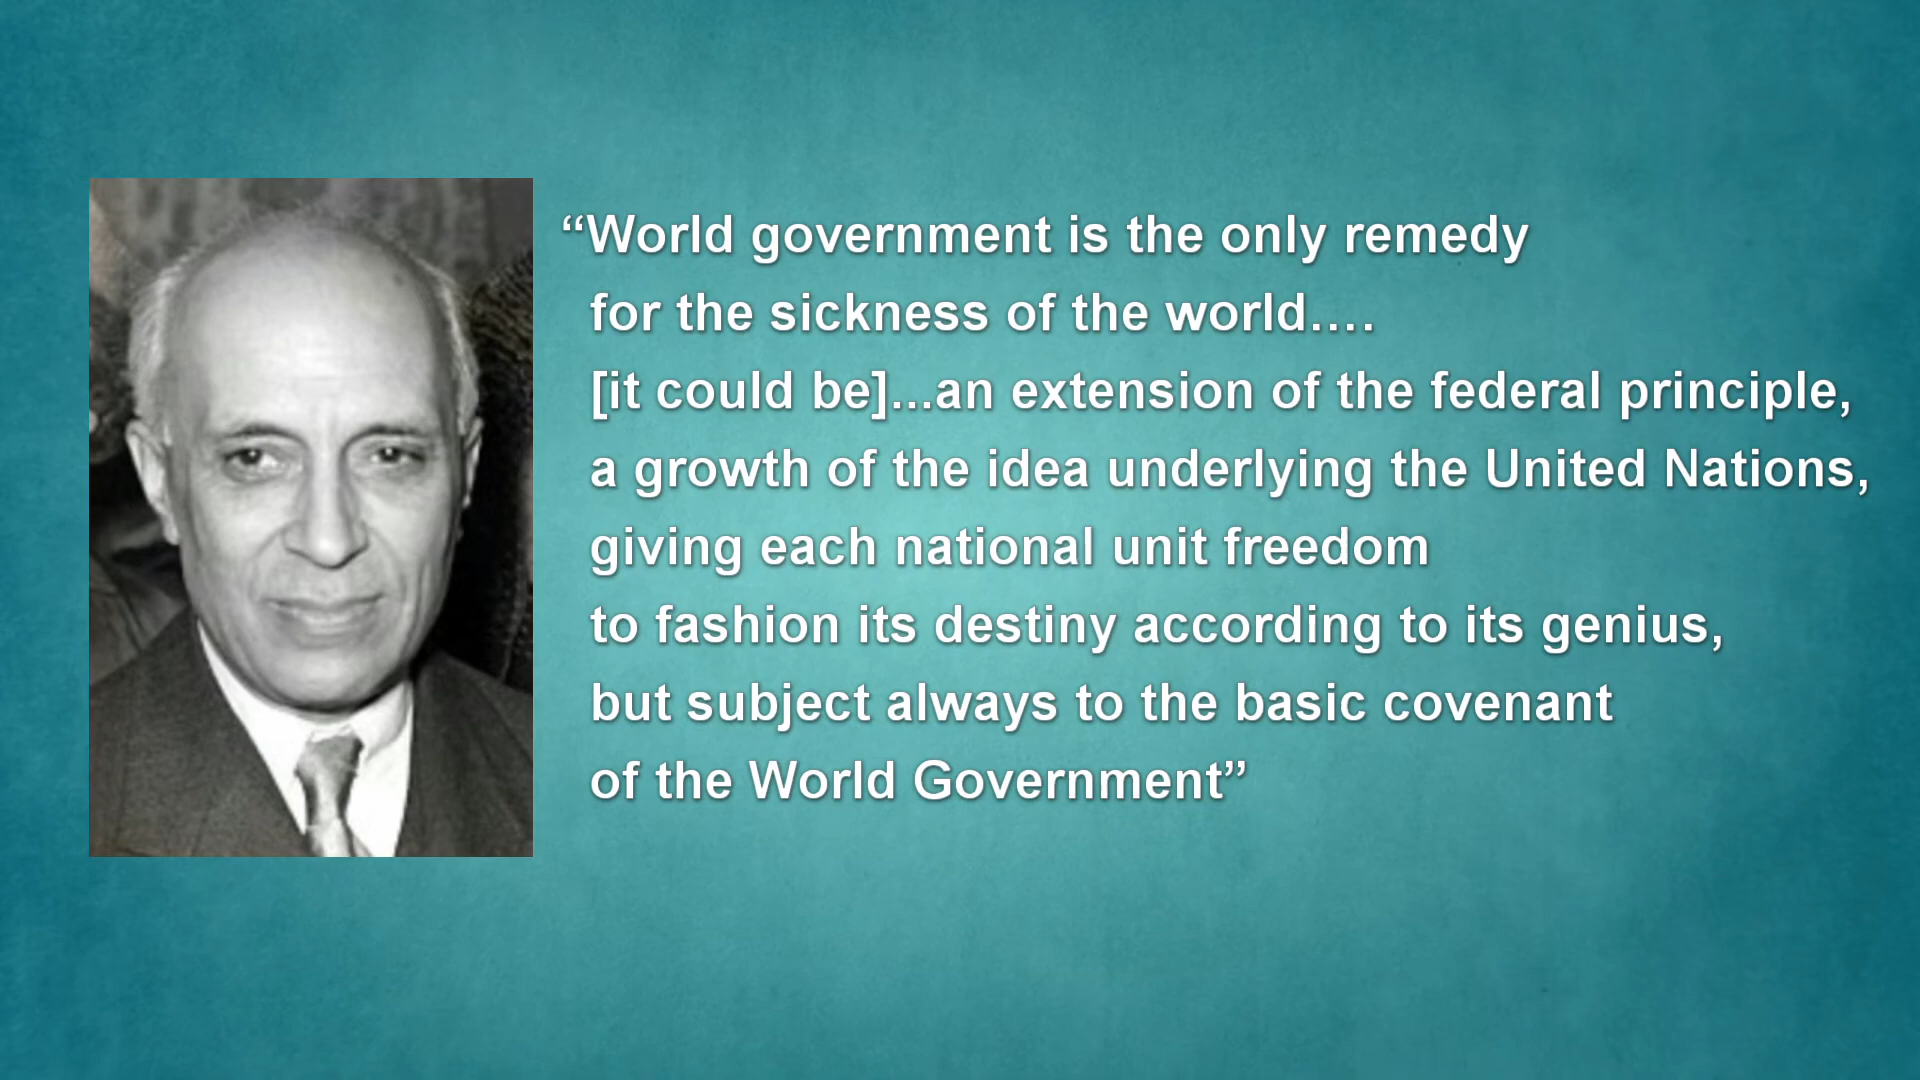 “World government is the only remedy
for the sickness of the world....
[it could be]...an extension of the federal principle,
a growth of the idea underlying the United Nations,
giving each national unit freedom
to fashion its destiny according to its genius,
but subject always to the basic covenant
of the World Government”